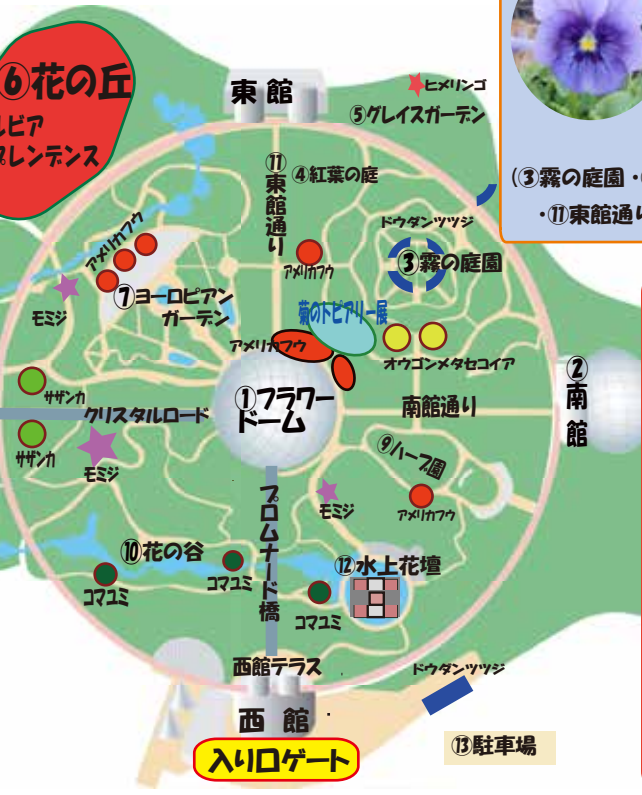 ⑥花の丘
ルビア
プレンデンス
東館
ヒメリンゴ
⑤グレイスガーデン
(③霧の庭園・
・⑪東館通り
⑪東館通り
④紅葉の庭
ドウダンツツジ
③霧の庭園
アメリカフウ
アメリカフウ
⑦ヨーロピアン
ガーデン
モミジ
菊のトピアリー展
アメリカフウ
オウゴンメタセコイア
②南館
サザンカ
クリスタルロード
①フラワー
ドーム
南館通り
サザンカ
モミジ
⑨ハーブ園
モミジ
アメリカフウ
プロムナード橋
⑩花の谷
コマユミ
コマユミ
⑫水上花壇
コマユミ
西館テラス
ドウダンツツジ
西館
⑬駐車場
入り口ゲート